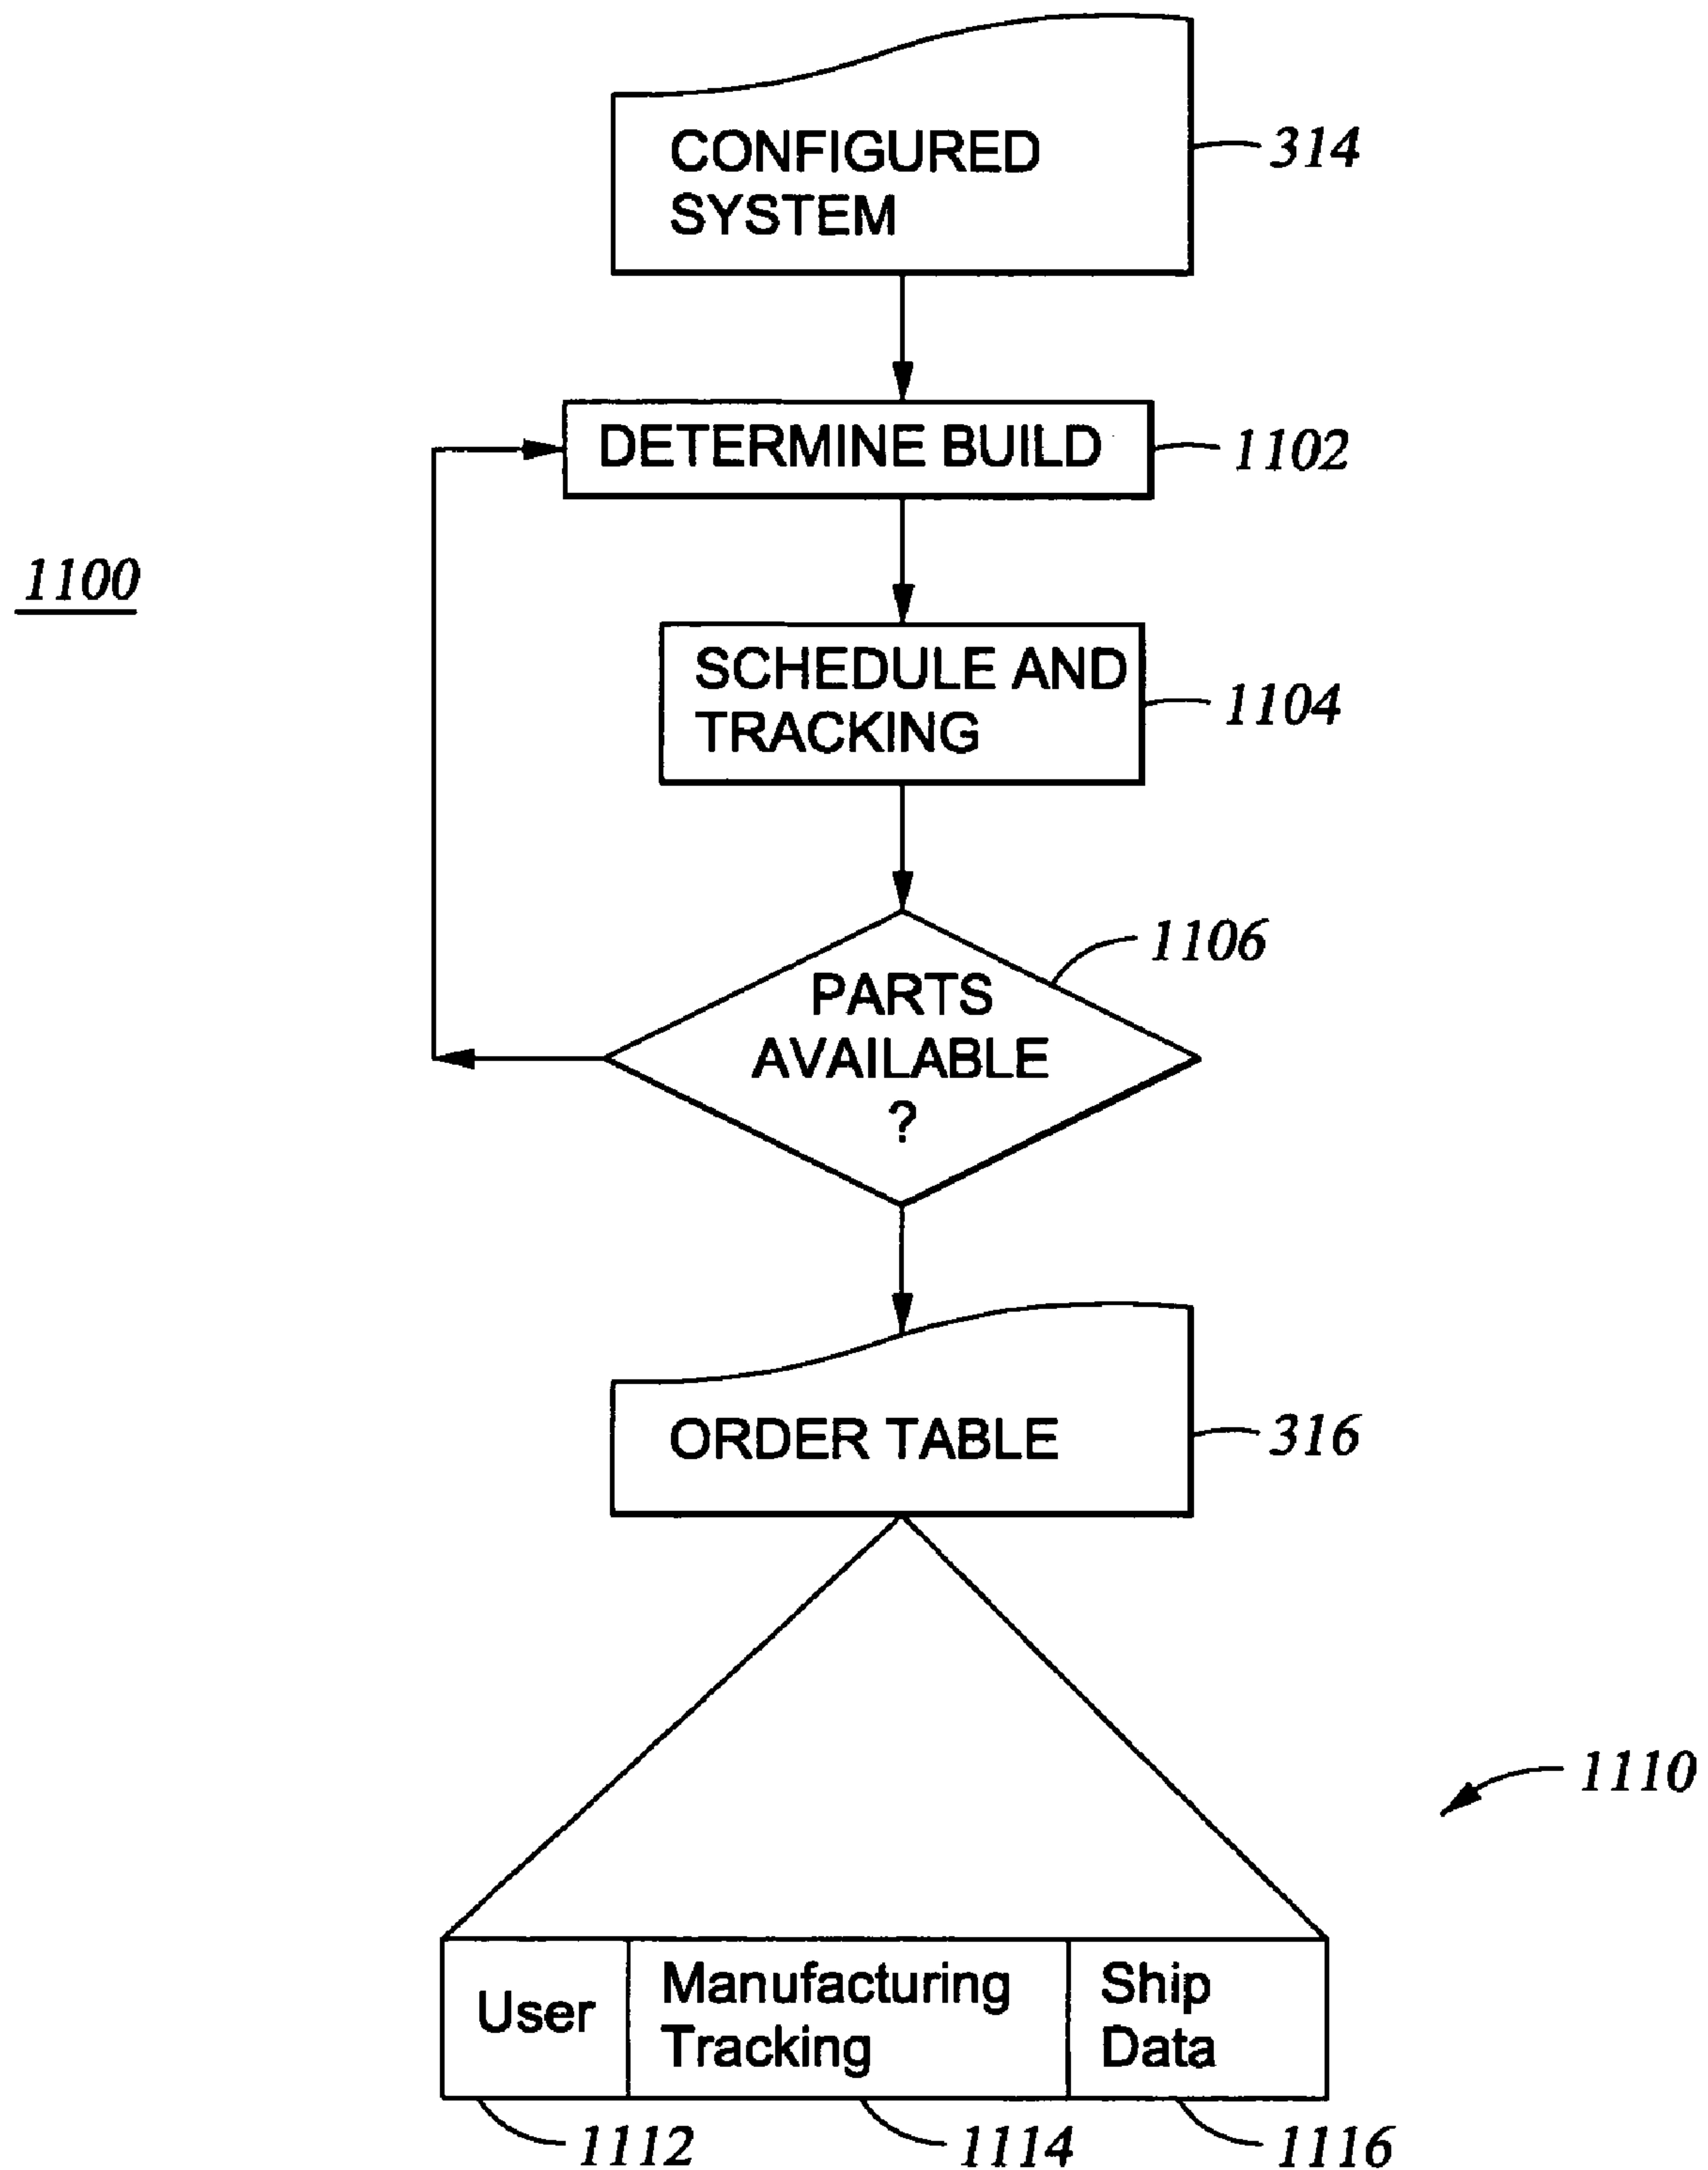 CONFIGURED
SYSTEM
314
DETERMINE BUILD
1102
1100
SCHEDULE AND
TRACKING
1104
1106
PARTS
AVAILABLE
?
ORDER TABLE
316
1110
User
Manufacturing
Tracking
Ship
Data
1112
1114
1116